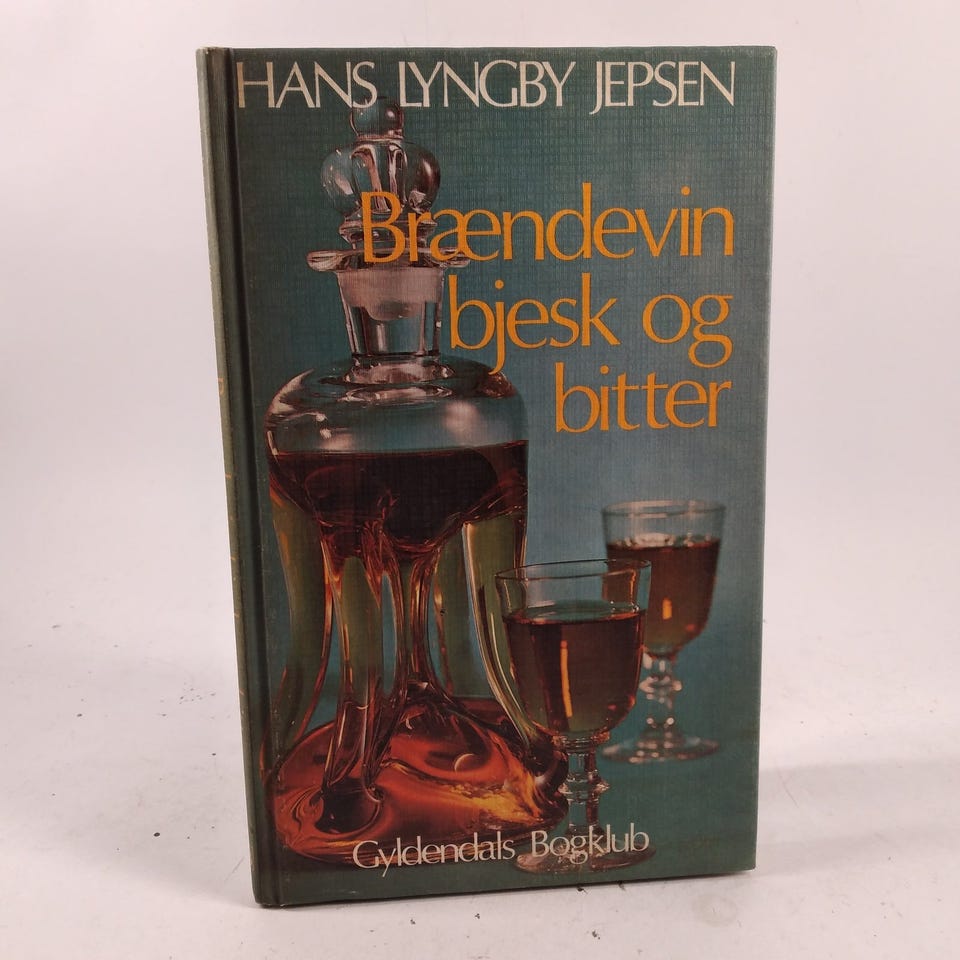 HANS LYNGBY JEPSEN
Brændevin
bjesk og
bitter
Gyldendals Bogklub